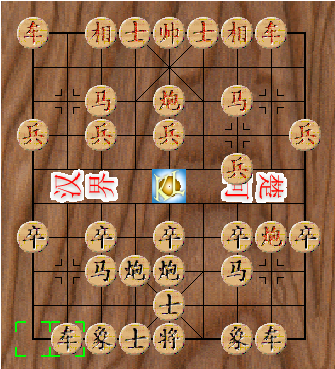 车 相 士 帅 士 相 车
马 炮 马
兵 兵 兵 兵
兵
汉界 河楚
卒 卒 卒 卒 炮 卒
马 炮 炮 马
士
车 象 士 将 象 车